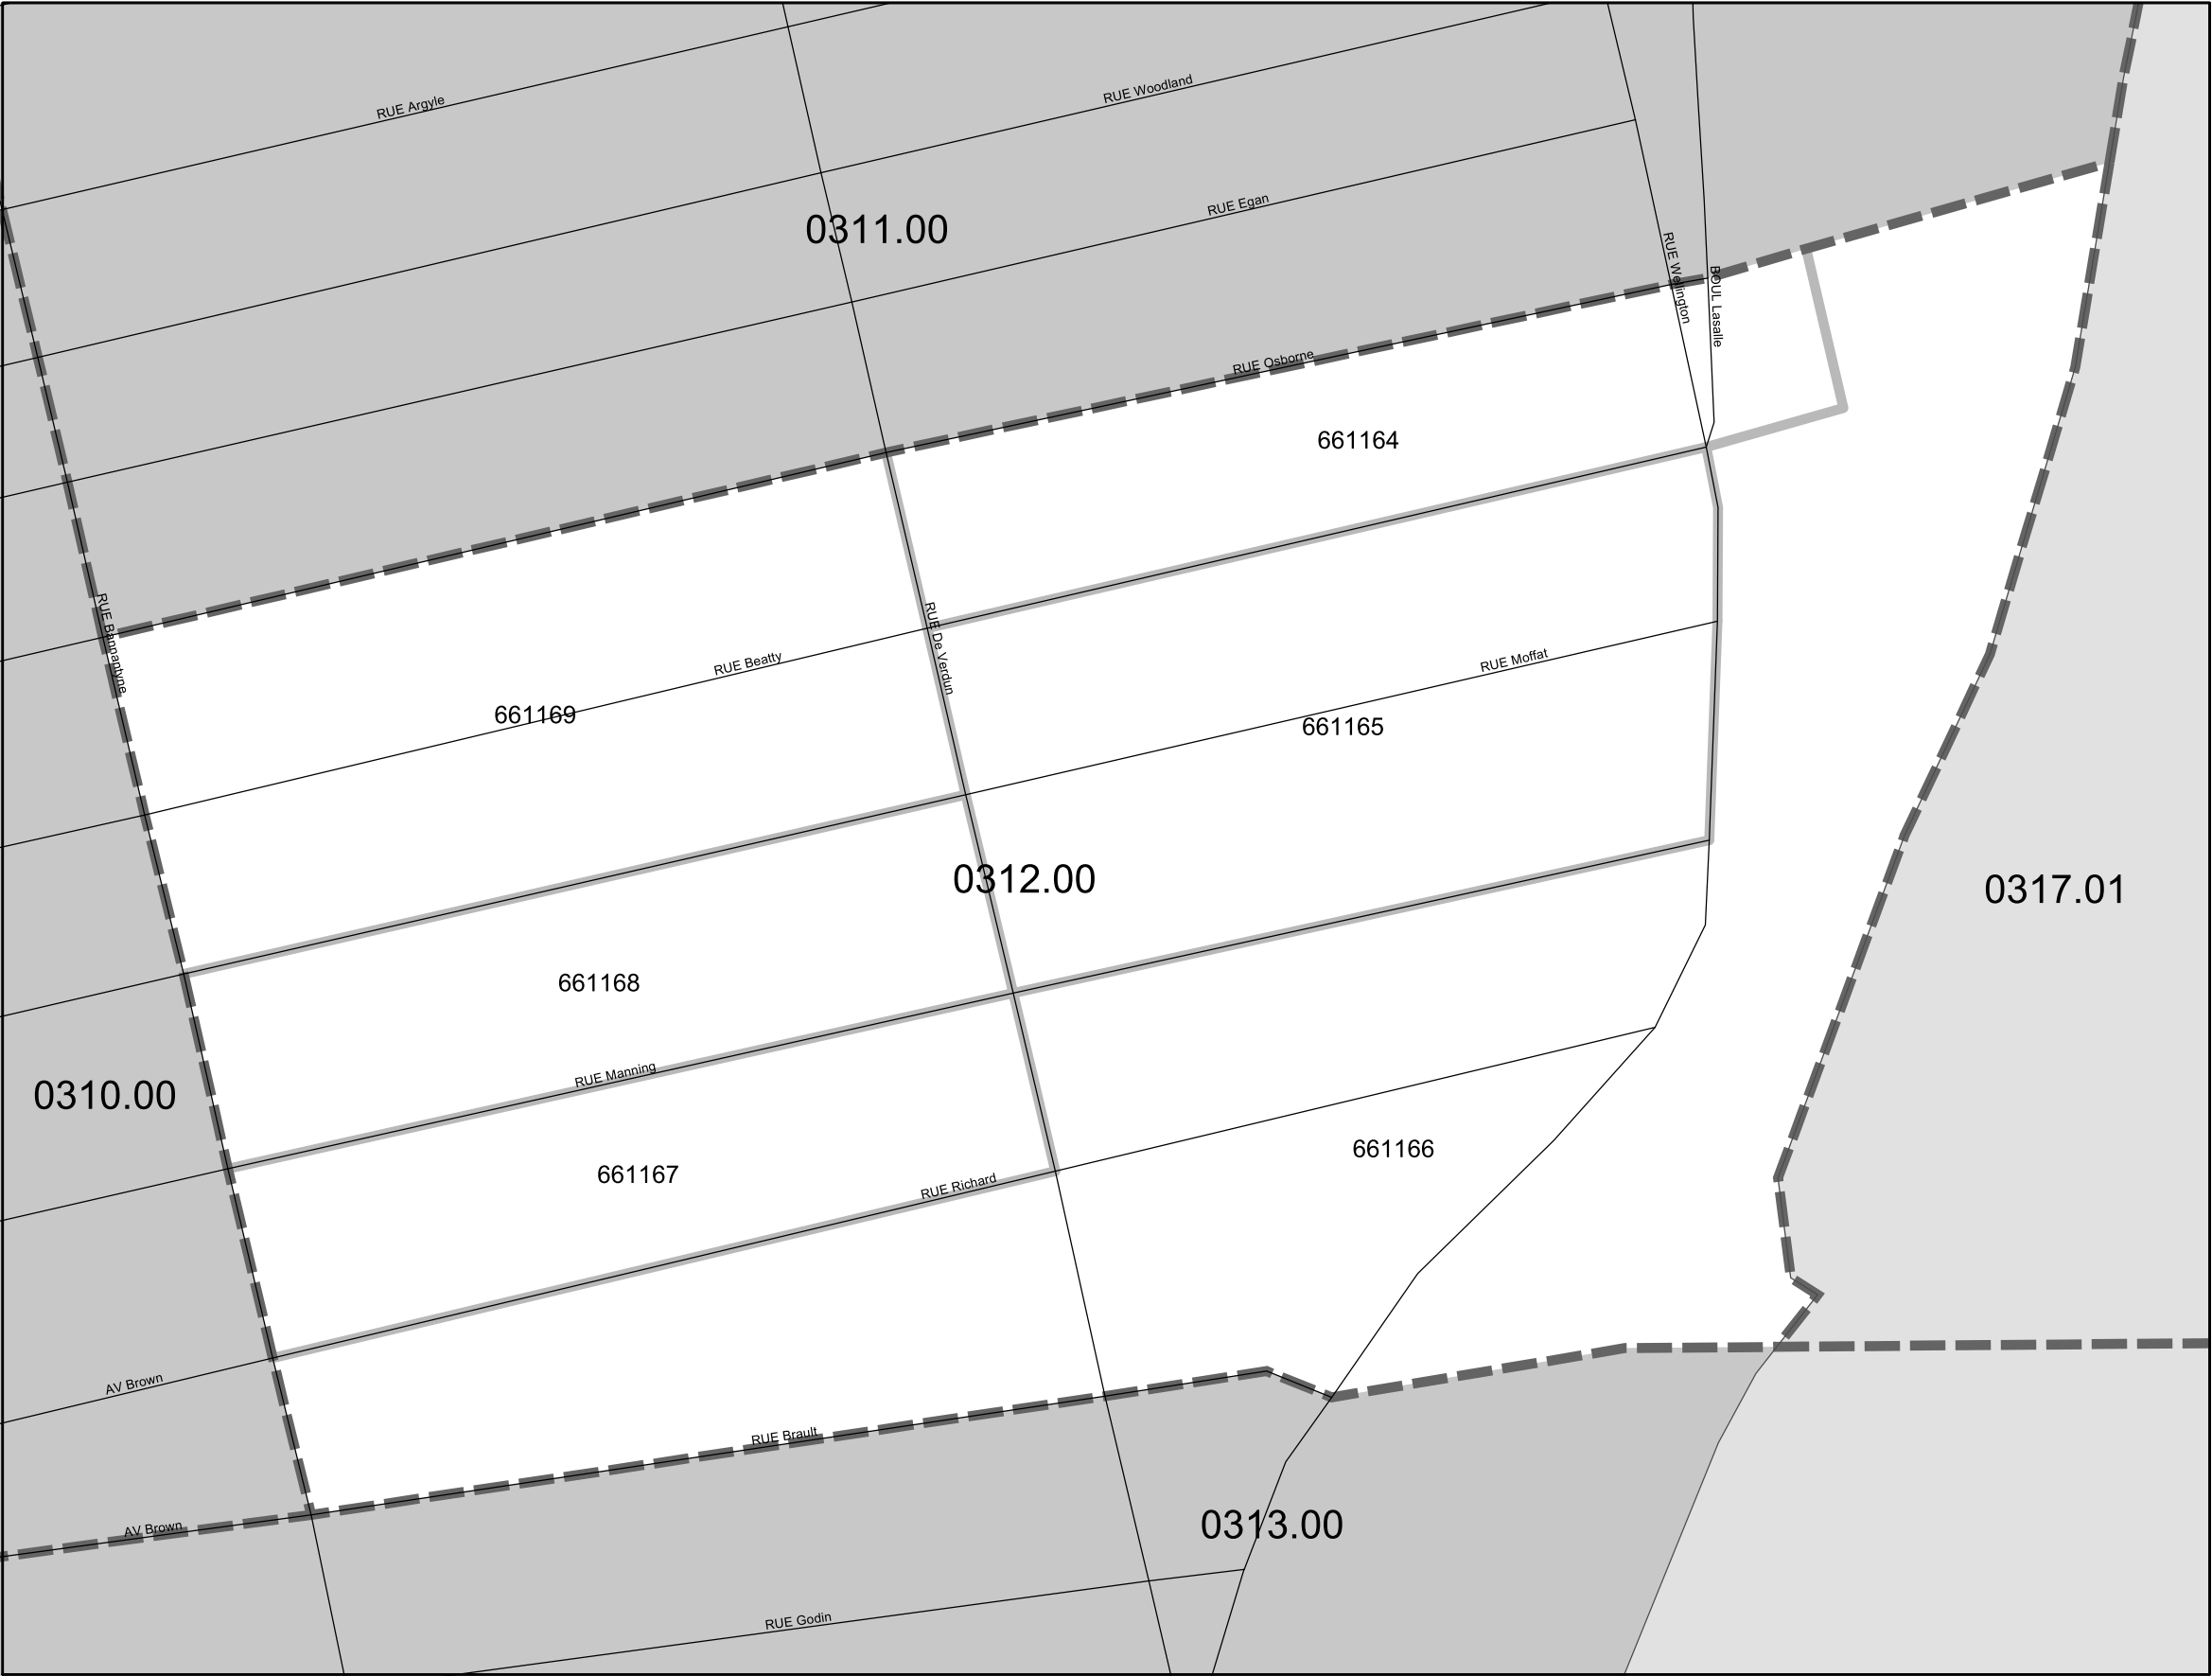 RUE Argyle
RUE Woodland
RUE Egan
0311.00
RUE Wellington
BOUL Lasalle
RUE Osborne
661164
RUE Bannantyne
RUE De Verdun
RUE Beatty
RUE Moffat
661169
661165
0312.00
0317.01
661168
RUE Manning
0310.00
661166
661167
RUE Richard
AV Brown
RUE Brault
AV Brown
0313.00
RUE Godin